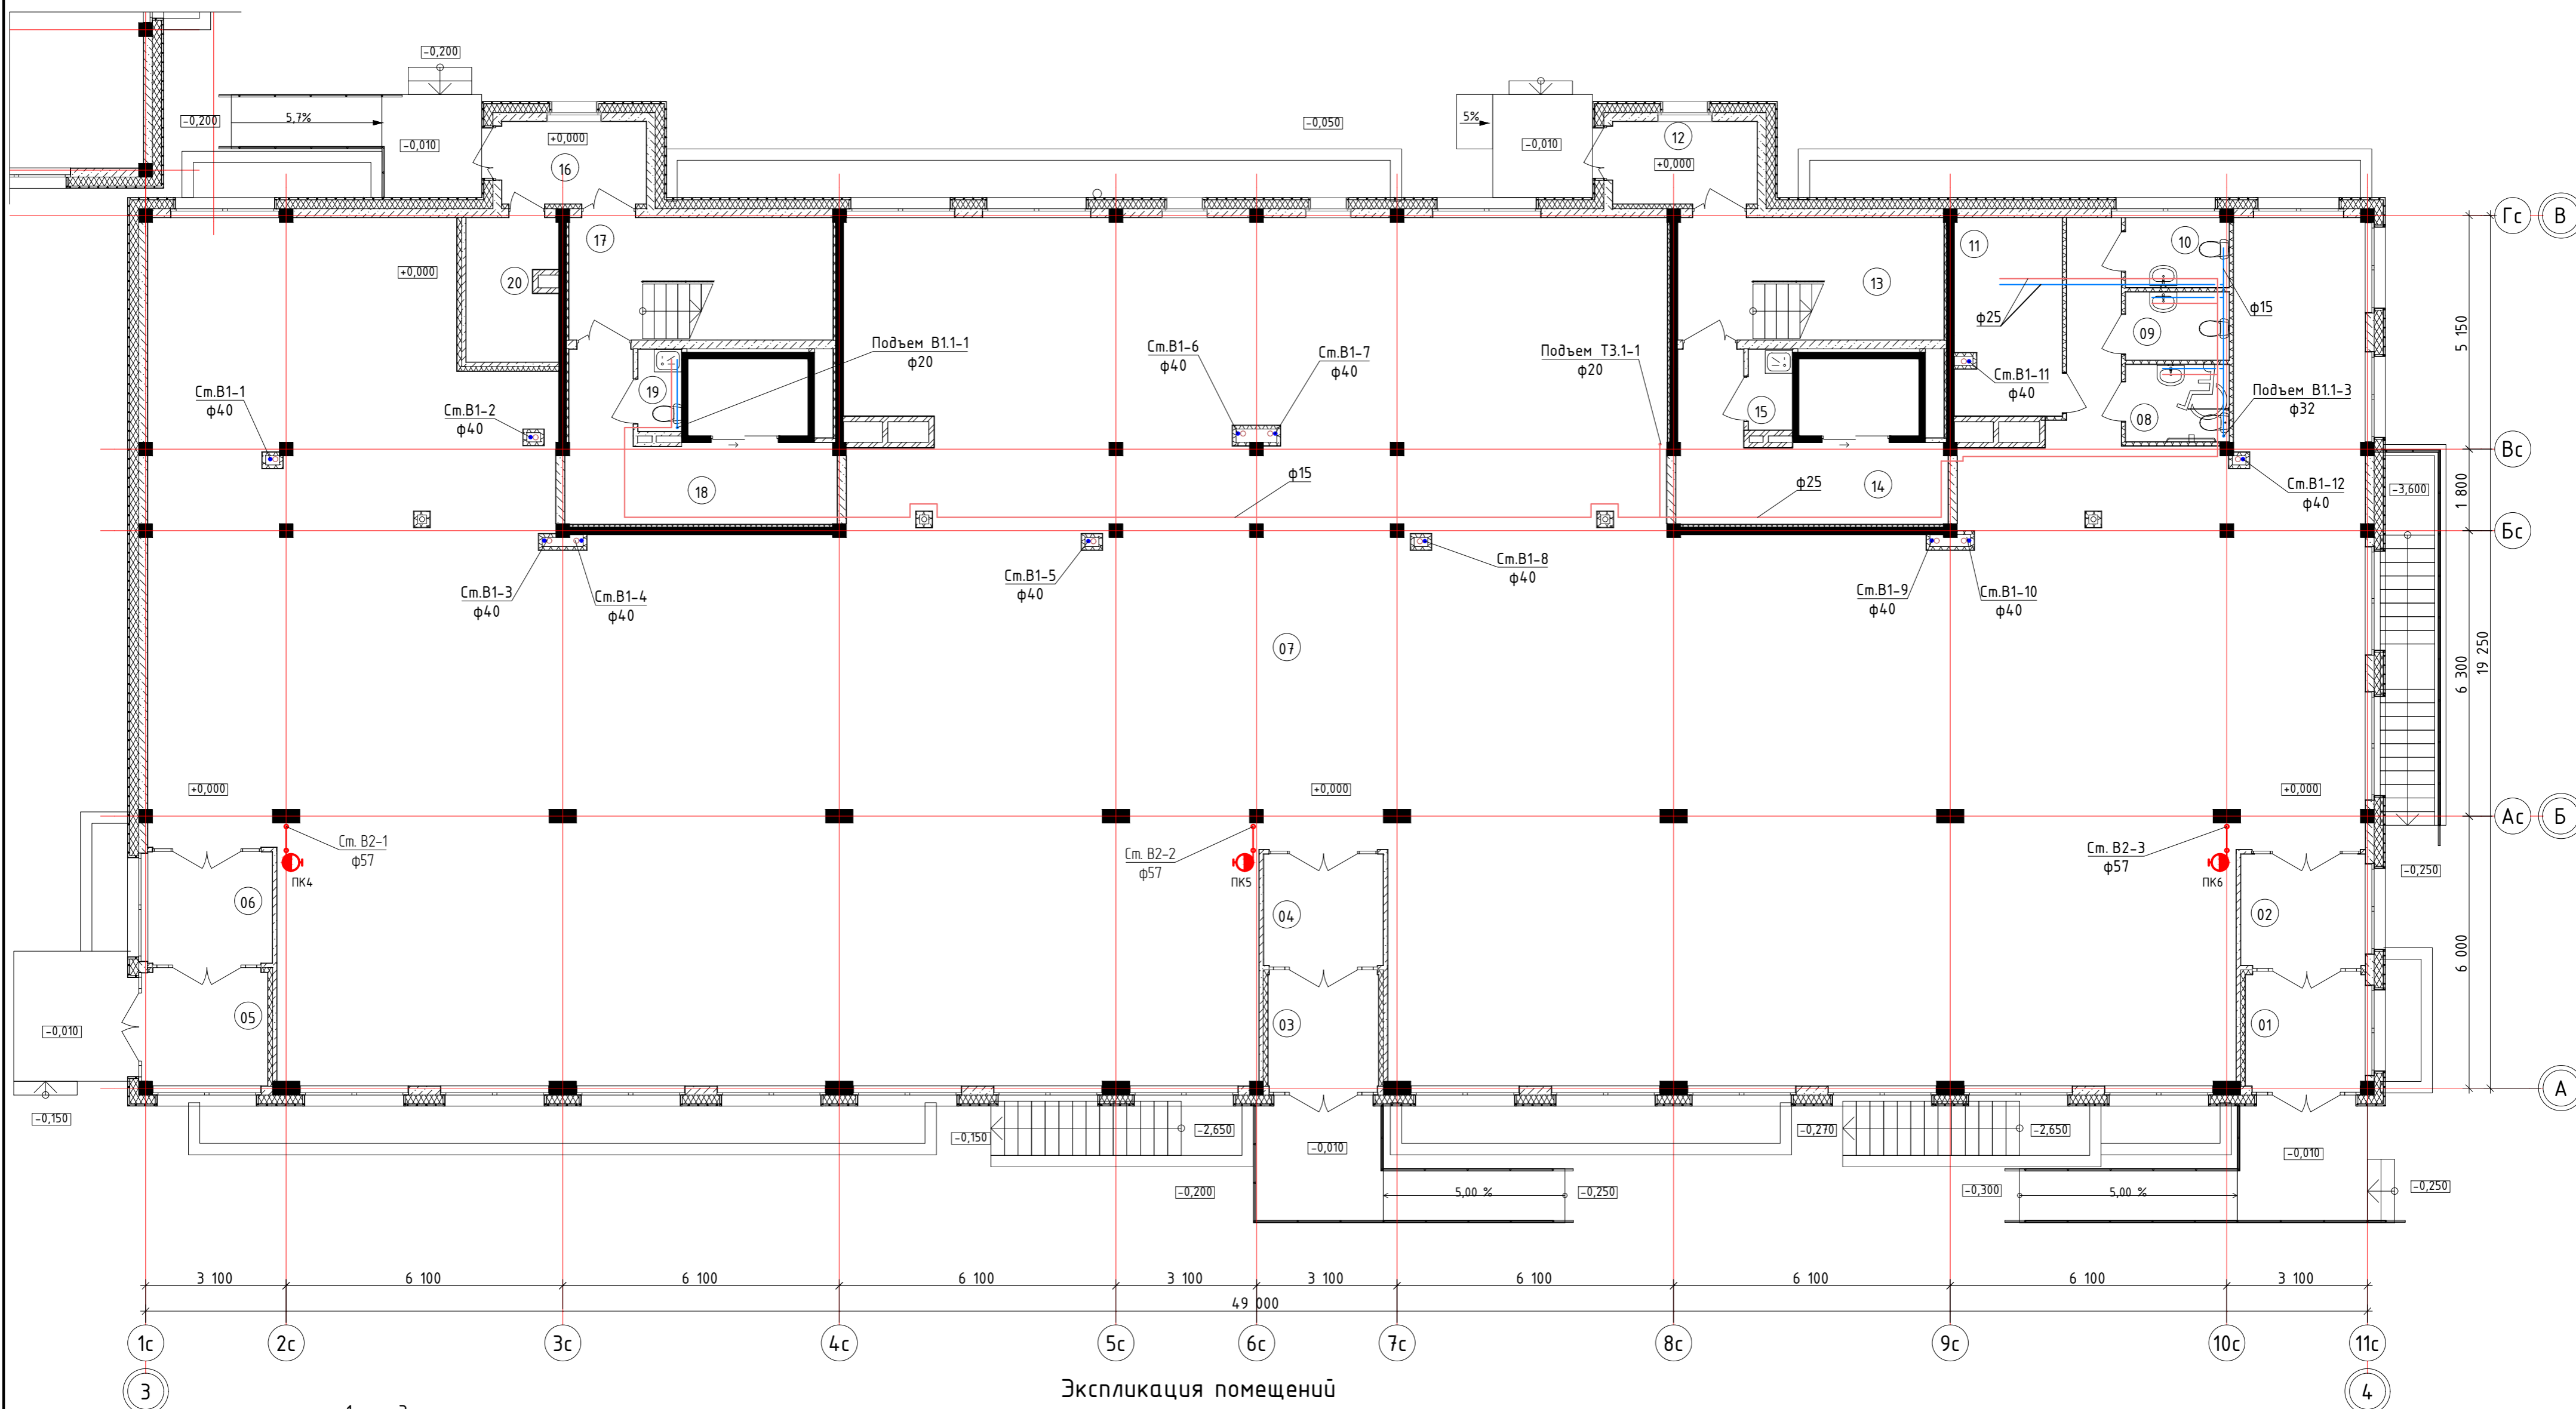 -0,200
-0,200
5,7%
-0,010
+0,000
16
-0,050
5%
-0,010
12
+0,000
Гс
В
17
11
10
+0,000
20
13
ф25
ф15
09
5 150
Подъем В1.1-1
ф20
Ст.В1-6
ф40
Ст.В1-7
ф40
Подъем Т3.1-1
ф20
Ст.В1-11
ф40
Ст.В1-1
ф40
Ст.В1-2
ф40
19
15
08
Подъем В1.1-3
ф32
Вс
18
ф15
ф25
14
Ст.В1-12
ф40
-3,600
1 800
Бс
Ст.В1-3
ф40
Ст.В1-4
ф40
Ст.В1-5
ф40
Ст.В1-8
ф40
Ст.В1-9
ф40
Ст.В1-10
ф40
07
6 300
19 250
+0,000
+0,000
+0,000
Ас
Б
Ст. В2-1
ф57
ПК4
Ст. В2-2
ф57
ПК5
Ст. В2-3
ф57
ПК6
-0,250
06
04
02
6 000
05
03
01
-0,010
А
-0,150
-0,150
-2,650
-0,010
-0,270
-2,650
-0,010
-0,200
5,00 %
-0,250
-0,300
5,00 %
-0,250
3 100
6 100
6 100
6 100
3 100
3 100
6 100
6 100
6 100
3 100
49 000
1с
2с
3с
4с
5с
6с
7с
8с
9с
10с
11с
3
4
Экспликация помещений